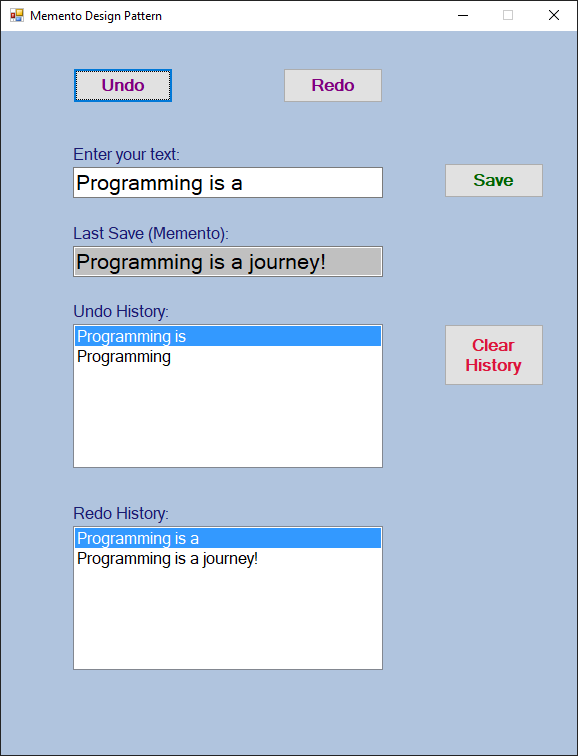 Memento Design Pattern
Undo
Redo
Enter your text:
Programming is a
Save
Last Save (Memento):
Programming is a journey!
Undo History:
Programming is
Programming
Clear
History
Redo History:
Programming is a
Programming is a journey!